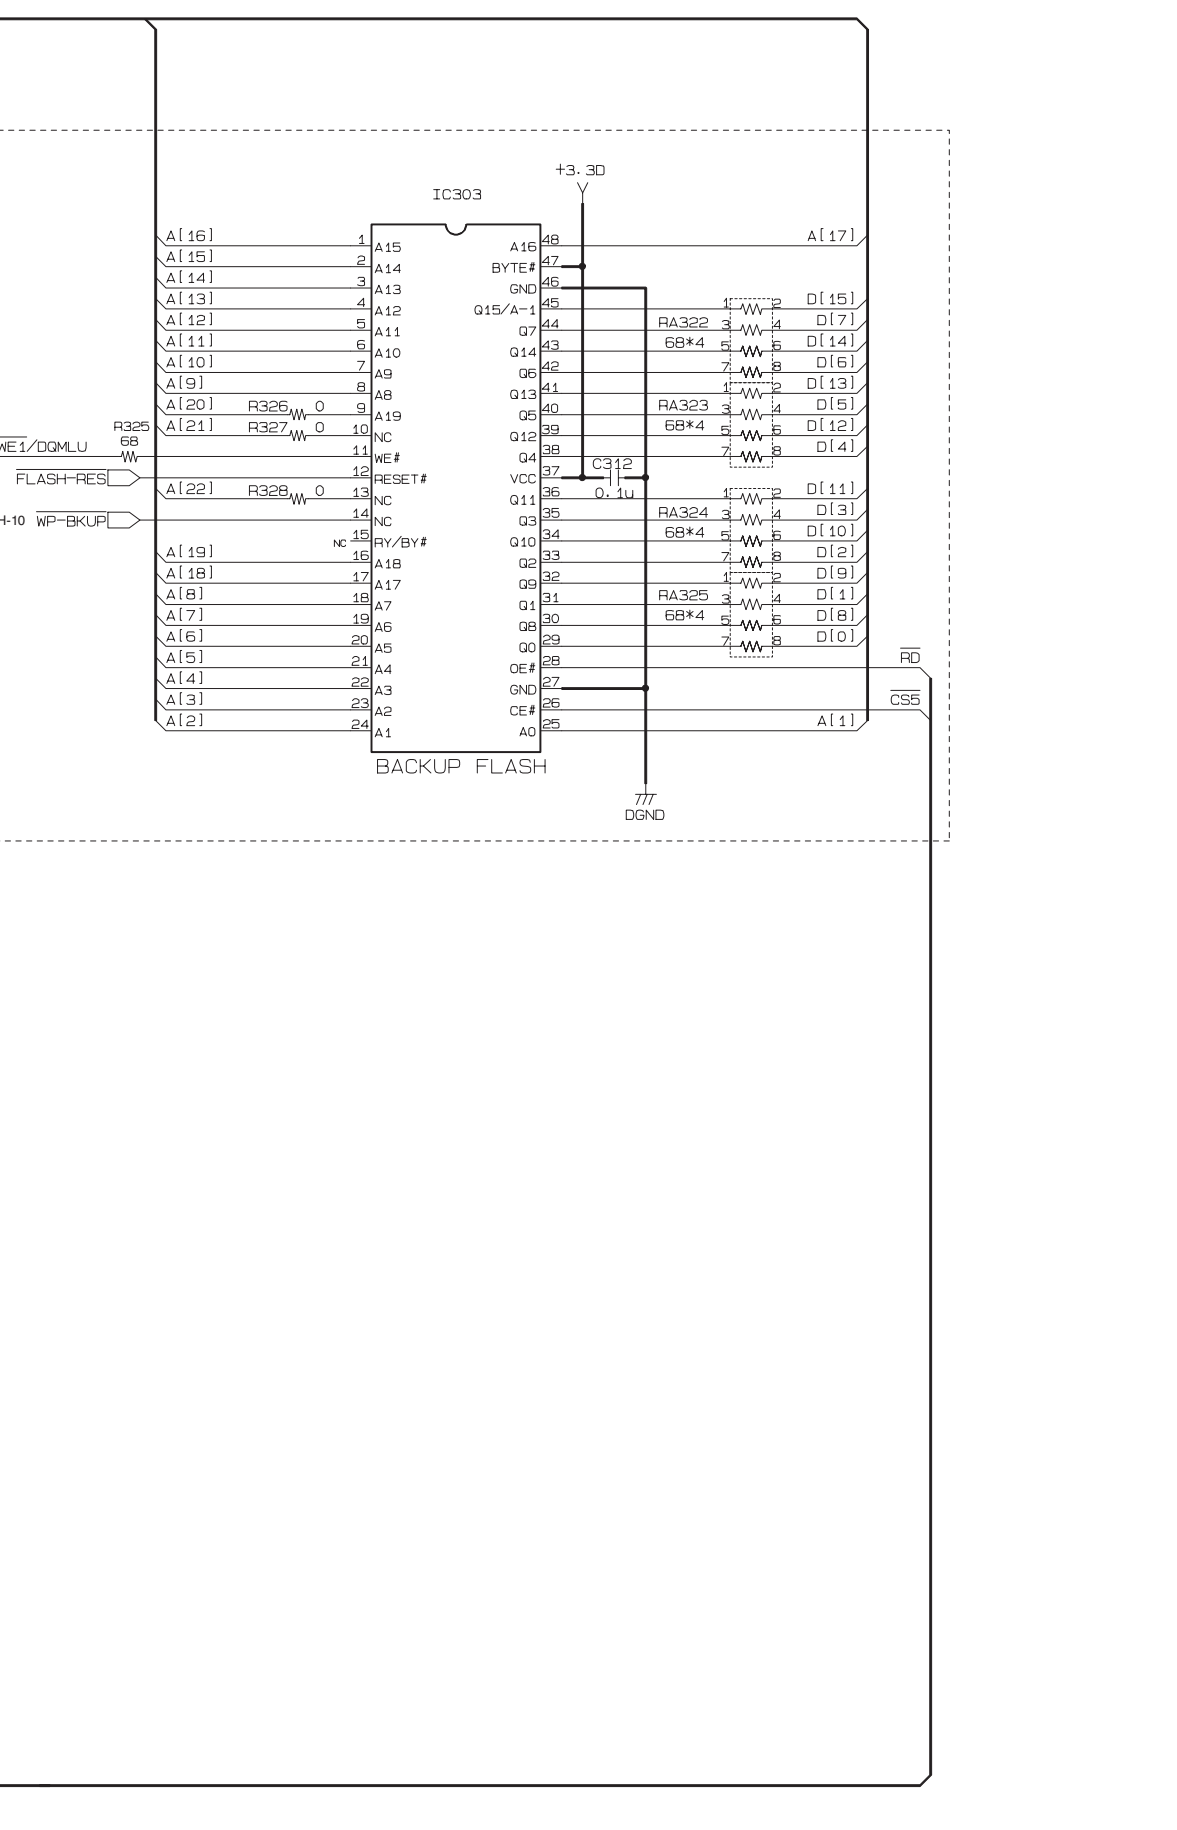 +3.3D
IC303
A[16] 1 A15 A16 48 A[17]
A[15] 2 A14 BYTE# 47
A[14] 3 A13 GND 46
A[13] 4 A12 Q15/A-1 45 1 2 D[15]
A[12] 5 A11 Q7 44 RA322 3 4 D[7]
A[11] 6 A10 Q14 43 68*4 5 6 D[14]
A[10] 7 A9 Q6 42 7 8 D[6]
A[9] 8 A8 Q13 41 1 2 D[13]
A[20] R326 0 9 A19 Q5 40 RA323 3 4 D[5]
R325 A[21] R327 0 10 NC Q12 39 68*4 5 6 D[12]
WE1/DQMLU 68 11 WE# Q4 38 7 8 D[4]
FLASH-RES 12 RESET# VCC 37 C312
A[22] R328 0 13 NC Q11 36 0.1u 1 2 D[11]
H-10 WP-BKUP 14 NC Q3 35 RA324 3 4 D[3]
NC 15 RY/BY# Q10 34 68*4 5 6 D[10]
A[19] 16 A18 Q2 33 7 8 D[2]
A[18] 17 A17 Q9 32 1 2 D[9]
A[8] 18 A7 Q1 31 RA325 3 4 D[1]
A[7] 19 A6 Q8 30 68*4 5 6 D[8]
A[6] 20 A5 Q0 29 7 8 D[0]
A[5] 21 A4 OE# 28 RD
A[4] 22 A3 GND 27
A[3] 23 A2 CE# 26 CS5
A[2] 24 A1 A0 25 A[1]
BACKUP FLASH
DGND